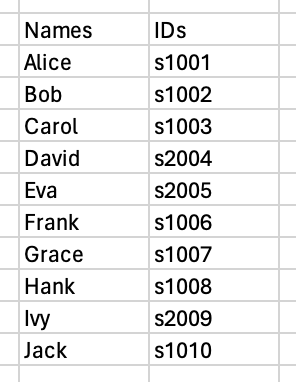 Names IDs
Alice s1001
Bob s1002
Carol s1003
David s2004
Eva s2005
Frank s1006
Grace s1007
Hank s1008
Ivy s2009
Jack s1010